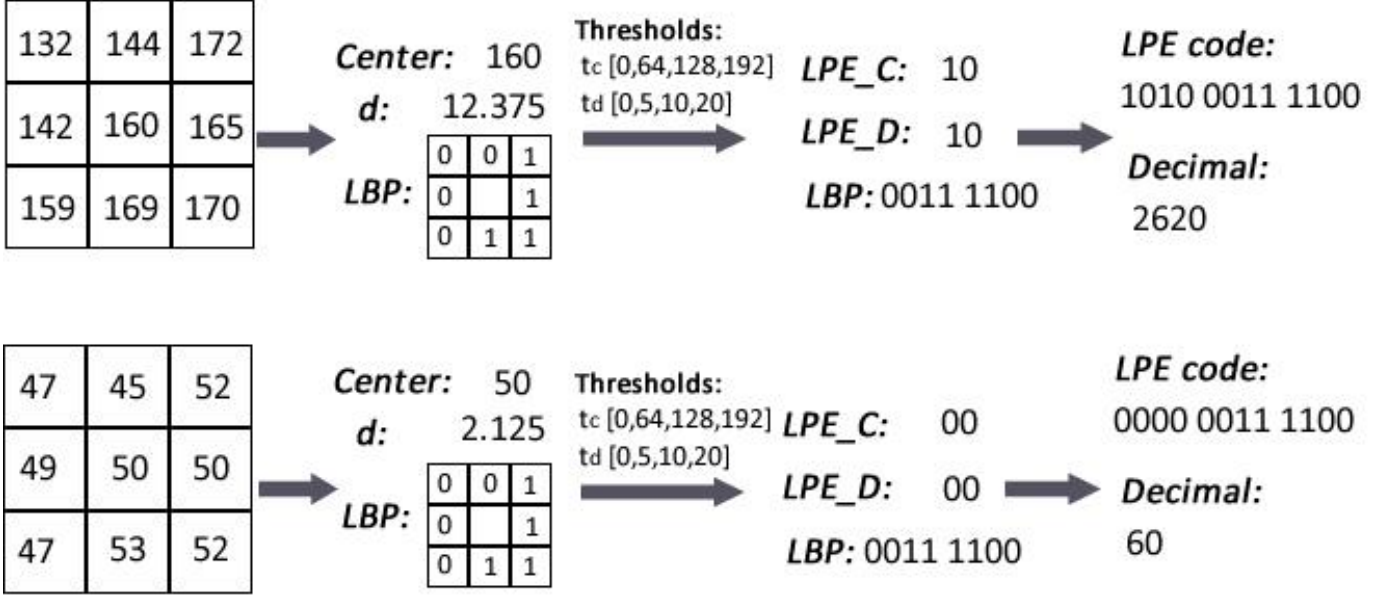 132 144 172
142 160 165
159 169 170
Center: 160
d: 12.375
LBP:
0 0 1
0 1
0 1 1
Thresholds:
tc [0,64,128,192]
td [0,5,10,20]
LPE_C: 10
LPE_D: 10
LBP: 0011 1100
LPE code:
1010 0011 1100
Decimal:
2620
47 45 52
49 50 50
47 53 52
Center: 50
d: 2.125
LBP:
0 0 1
0 1
0 1 1
Thresholds:
tc [0,64,128,192]
td [0,5,10,20]
LPE_C: 00
LPE_D: 00
LBP: 0011 1100
LPE code:
0000 0011 1100
Decimal:
60